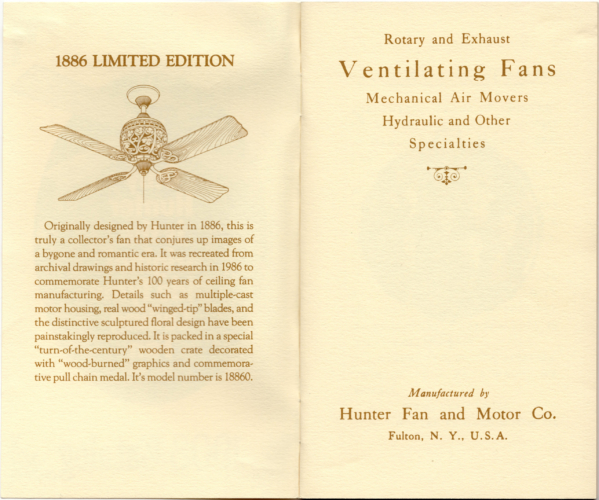 1886 LIMITED EDITION
Originally designed by Hunter in 1886, this is
truly a collector's fan that conjures up images of
a bygone and romantic era. It was recreated from
archival drawings and historic research in 1986 to
commemorate Hunter's 100 years of ceiling fan
manufacturing. Details such as multiple-cast
motor housing, real wood "winged-tip" blades, and
the distinctive sculptured floral design have been
painstakingly reproduced. It is packed in a special
"turn-of-the-century" wooden crate decorated
with "wood-burned" graphics and commemora-
tive pull chain medal. It's model number is 18860.
Rotary and Exhaust
Ventilating Fans
Mechanical Air Movers
Hydraulic and Other
Specialties
Manufactured by
Hunter Fan and Motor Co.
Fulton, N. Y., U.S.A.